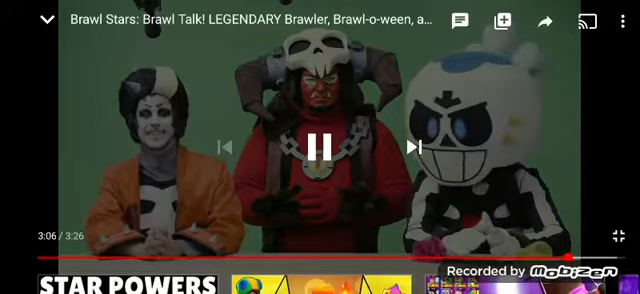 Brawl Stars: Brawl Talk! LEGENDARY Brawler, Brawl-o-ween, a...
3:06 / 3:26
Recorded by mobizen
STAR POWERS